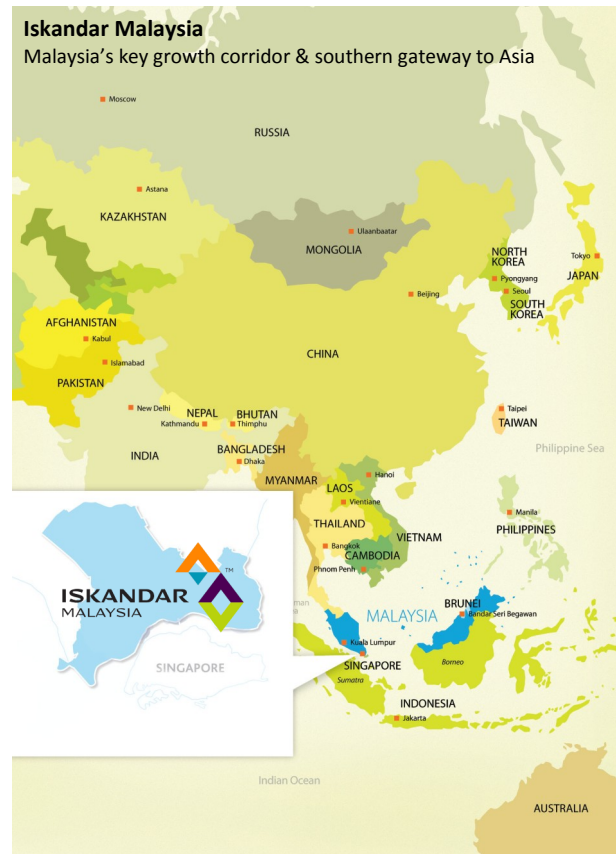 Iskandar Malaysia
Malaysia’s key growth corridor & southern gateway to Asia
Moscow
RUSSIA
Astana
KAZAKHSTAN
Ulaanbaatar
MONGOLIA
NORTH
KOREA
Tokyo
Pyongyang
JAPAN
Seoul
Beijing
SOUTH
KOREA
AFGHANISTAN
Kabul
CHINA
Islamabad
PAKISTAN
New Delhi
NEPAL
BHUTAN
Kathmandu
Thimphu
Taipei
TAIWAN
INDIA
BANGLADESH
Dhaka
Philippine Sea
MYANMAR
Hanoi
LAOS
Vientiane
Manila
THAILAND
PHILIPPINES
VIETNAM
Bangkok
CAMBODIA
Phnom Penh
TM
ISKANDAR
MALAYSIA
SINGAPORE
BRUNEI
MALAYSIA
Bandar Seri Begawan
Kuala Lumpur
SINGAPORE
Borneo
Sumatra
INDONESIA
Jakarta
Indian Ocean
AUSTRALIA